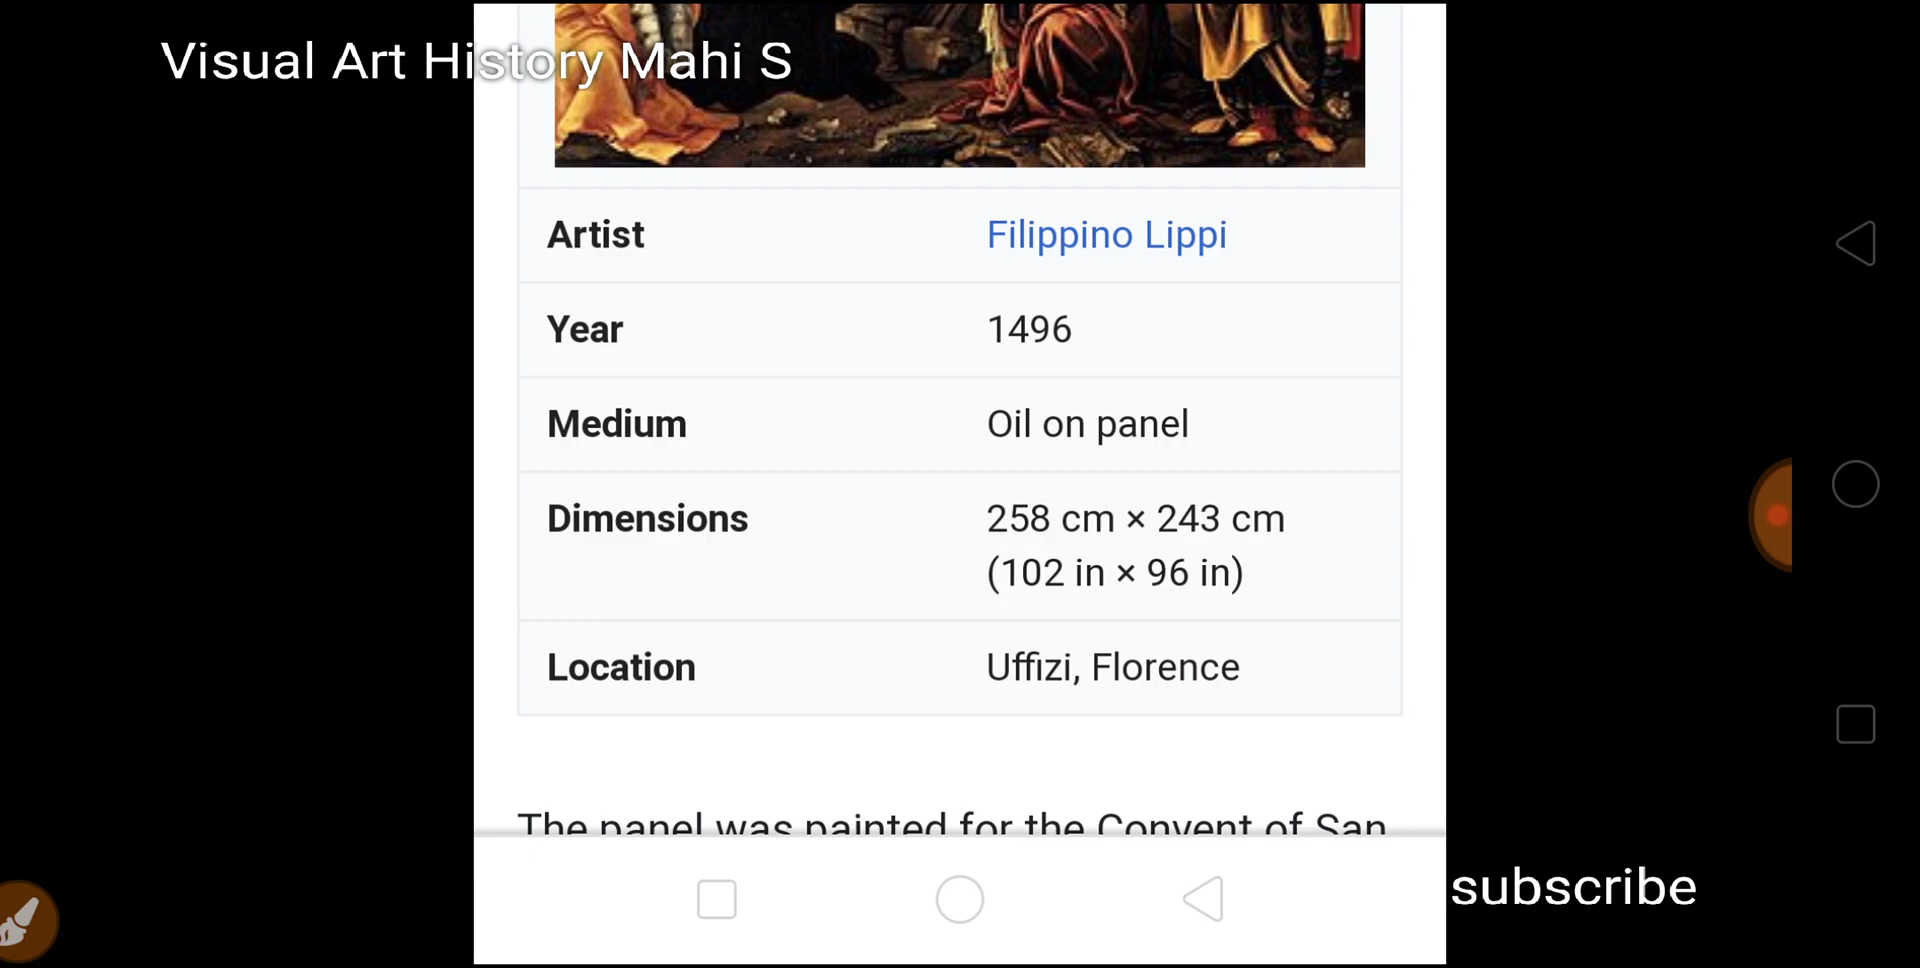 Visual Art History Mahi S
Artist Filippino Lippi
Year 1496
Medium Oil on panel
Dimensions 258 cm × 243 cm
(102 in × 96 in)
Location Uffizi, Florence
The panel was painted for the Convent of San
subscribe